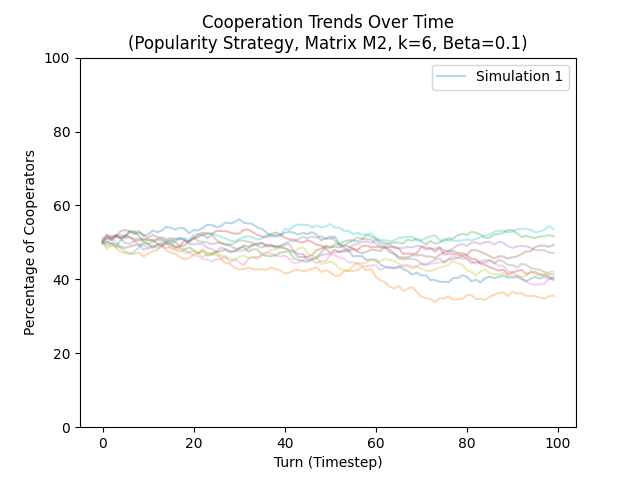 Cooperation Trends Over Time
(Popularity Strategy, Matrix M2, k=6, Beta=0.1)
Simulation 1
100
80
60
40
20
0
Percentage of Cooperators
0 20 40 60 80 100
Turn (Timestep)